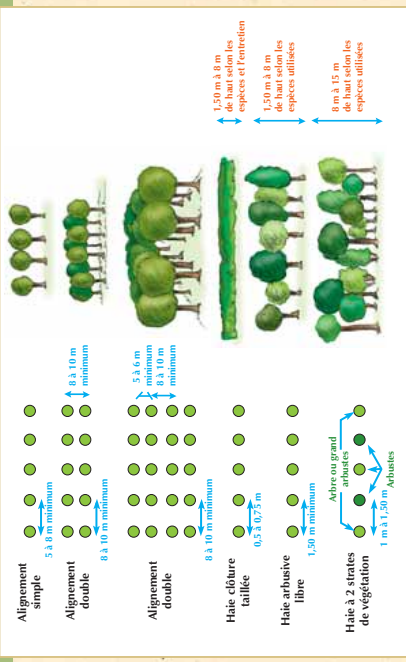 Alignement
simple
5 à 8 m minimum
Alignement
double
8 à 10 m minimum
8 à 10 m
minimum
Alignement
double
8 à 10 m minimum
5 à 6 m
minimum
8 à 10 m
minimum
Haie clôture
taillée
0,5 à 0,75 m
1,50 m à 8 m
de haut selon les
espèces et l'entretien
Haie arbusive
libre
1,50 m minimum
1,50 m à 8 m
de haut selon les
espèces utilisées
Haie à 2 strates
de végétation
1 m à 1,50 m
Arbre ou grand
arbustes
Arbustes
8 m à 15 m
de haut selon les
espèces utilisées